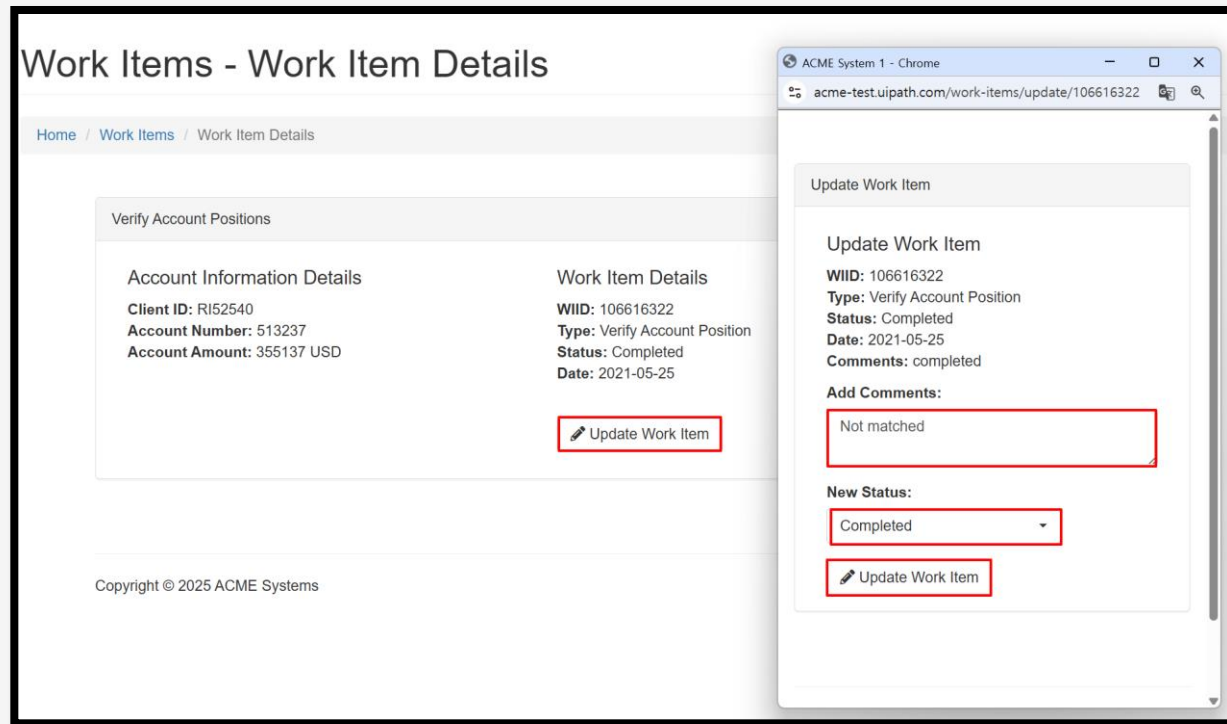 Work Items - Work Item Details
Home / Work Items / Work Item Details
Verify Account Positions
Account Information Details
Client ID: RI52540
Account Number: 513237
Account Amount: 355137 USD
Work Item Details
WIID: 106616322
Type: Verify Account Position
Status: Completed
Date: 2021-05-25
Update Work Item
Copyright © 2025 ACME Systems
ACME System 1 - Chrome
acme-test.uipath.com/work-items/update/106616322
Update Work Item
Update Work Item
WIID: 106616322
Type: Verify Account Position
Status: Completed
Date: 2021-05-25
Comments: completed
Add Comments:
Not matched
New Status:
Completed
Update Work Item